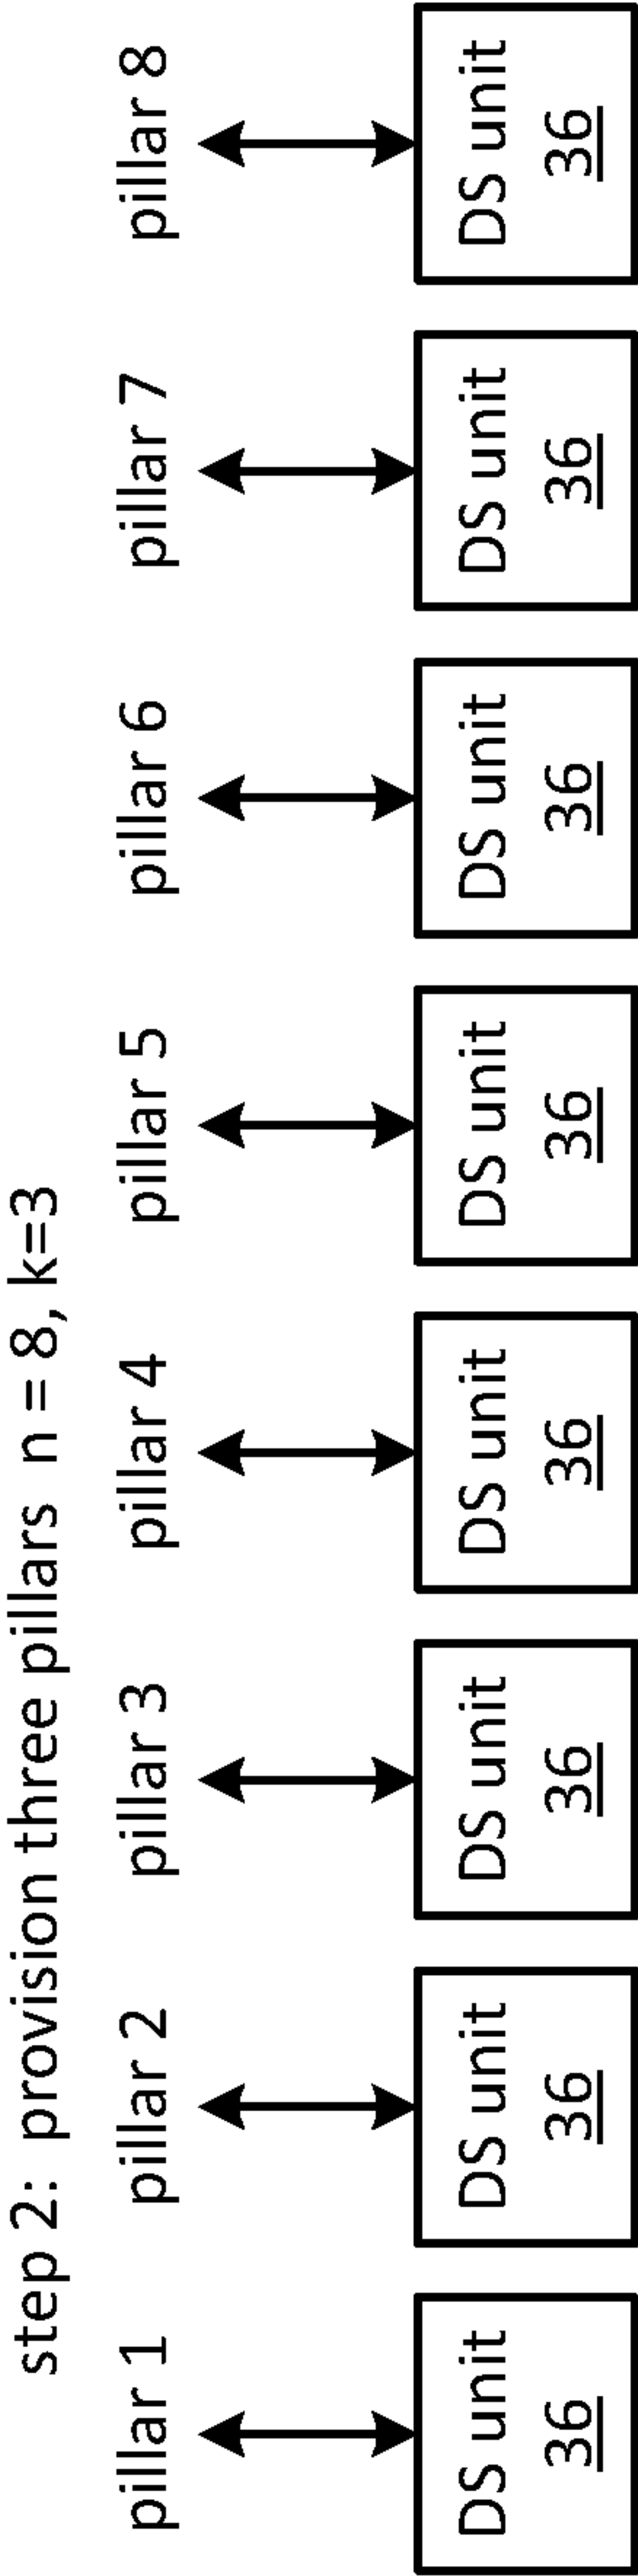 step 2:  provision three pillars  n = 8, k=3
pillar 1
pillar 2
pillar 3
pillar 4
pillar 5
pillar 6
pillar 7
pillar 8
DS unit
36
DS unit
36
DS unit
36
DS unit
36
DS unit
36
DS unit
36
DS unit
36
DS unit
36